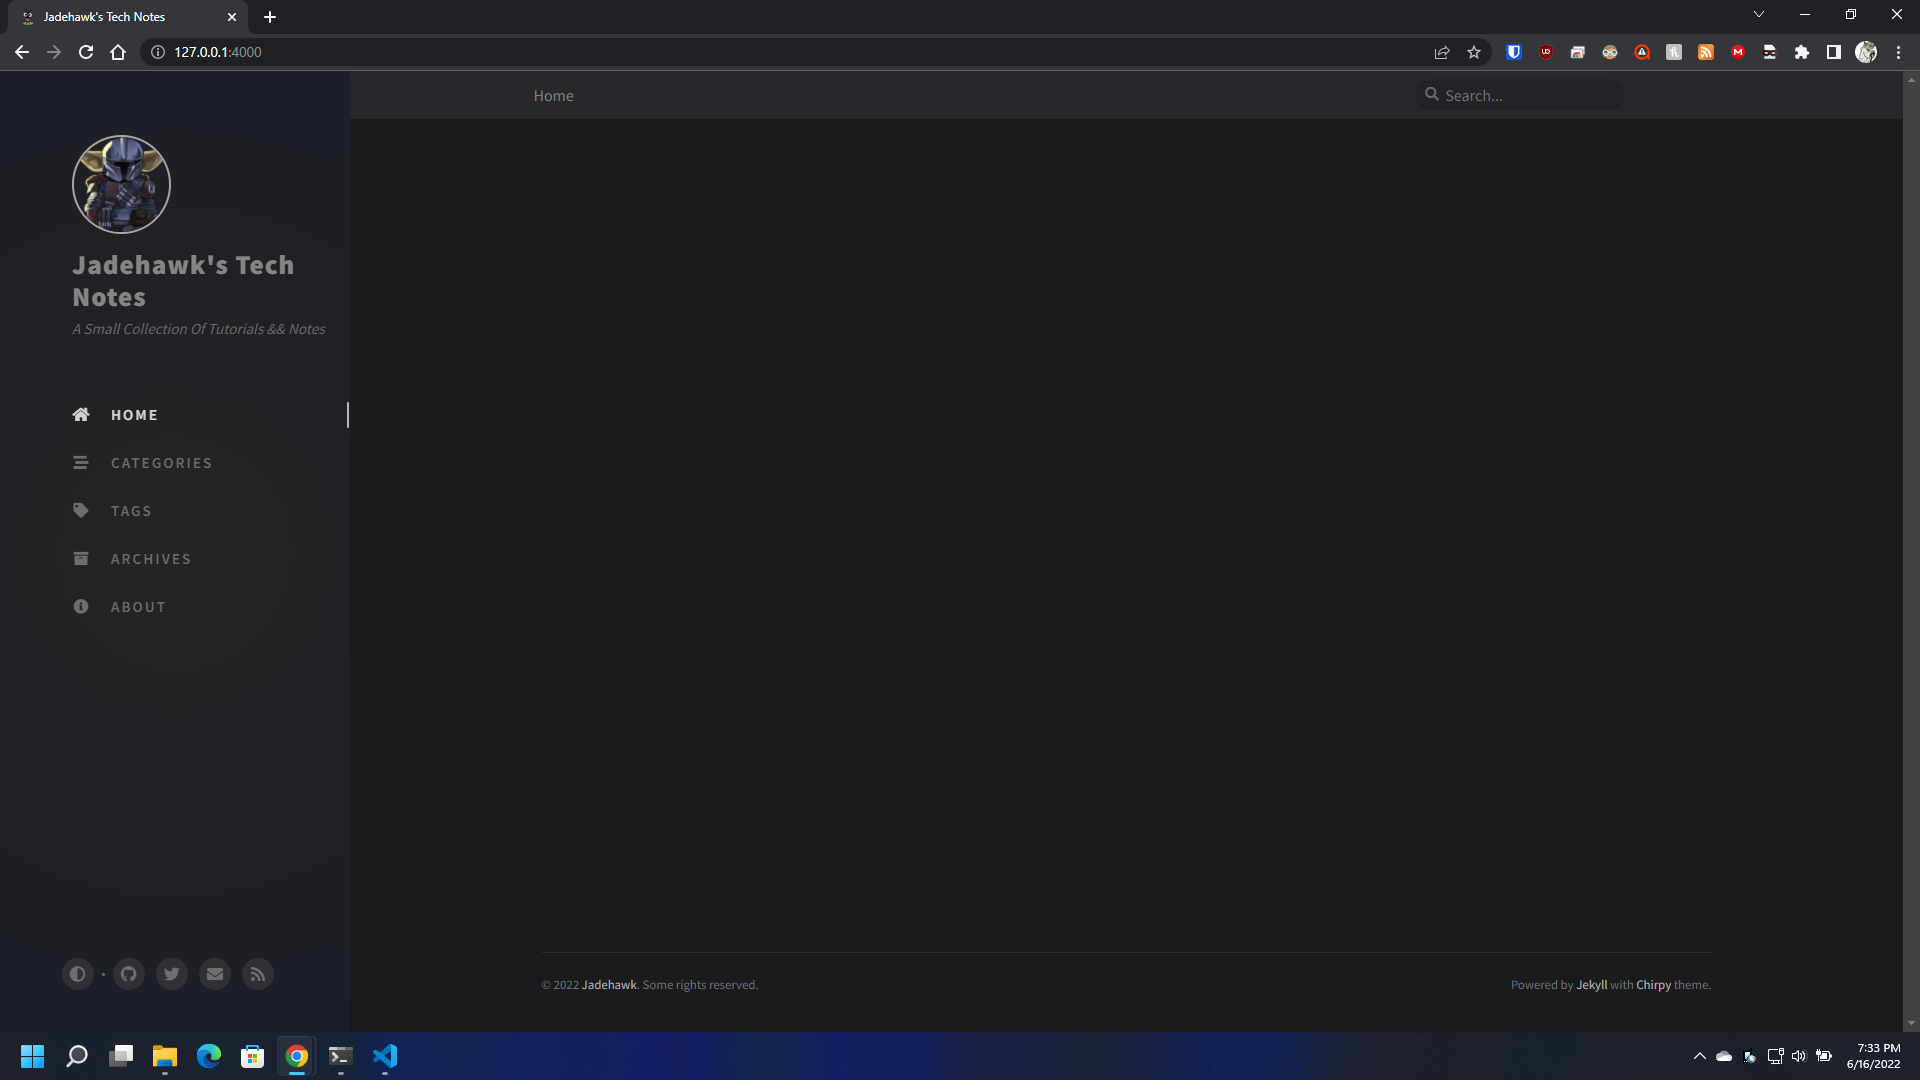 Jadehawk's Tech Notes
127.0.0.1:4000
Home
Search...
Jadehawk's Tech
Notes
A Small Collection Of Tutorials && Notes
HOME
CATEGORIES
TAGS
ARCHIVES
ABOUT
© 2022 Jadehawk. Some rights reserved.
Powered by Jekyll with Chirpy theme.
7:33 PM
6/16/2022